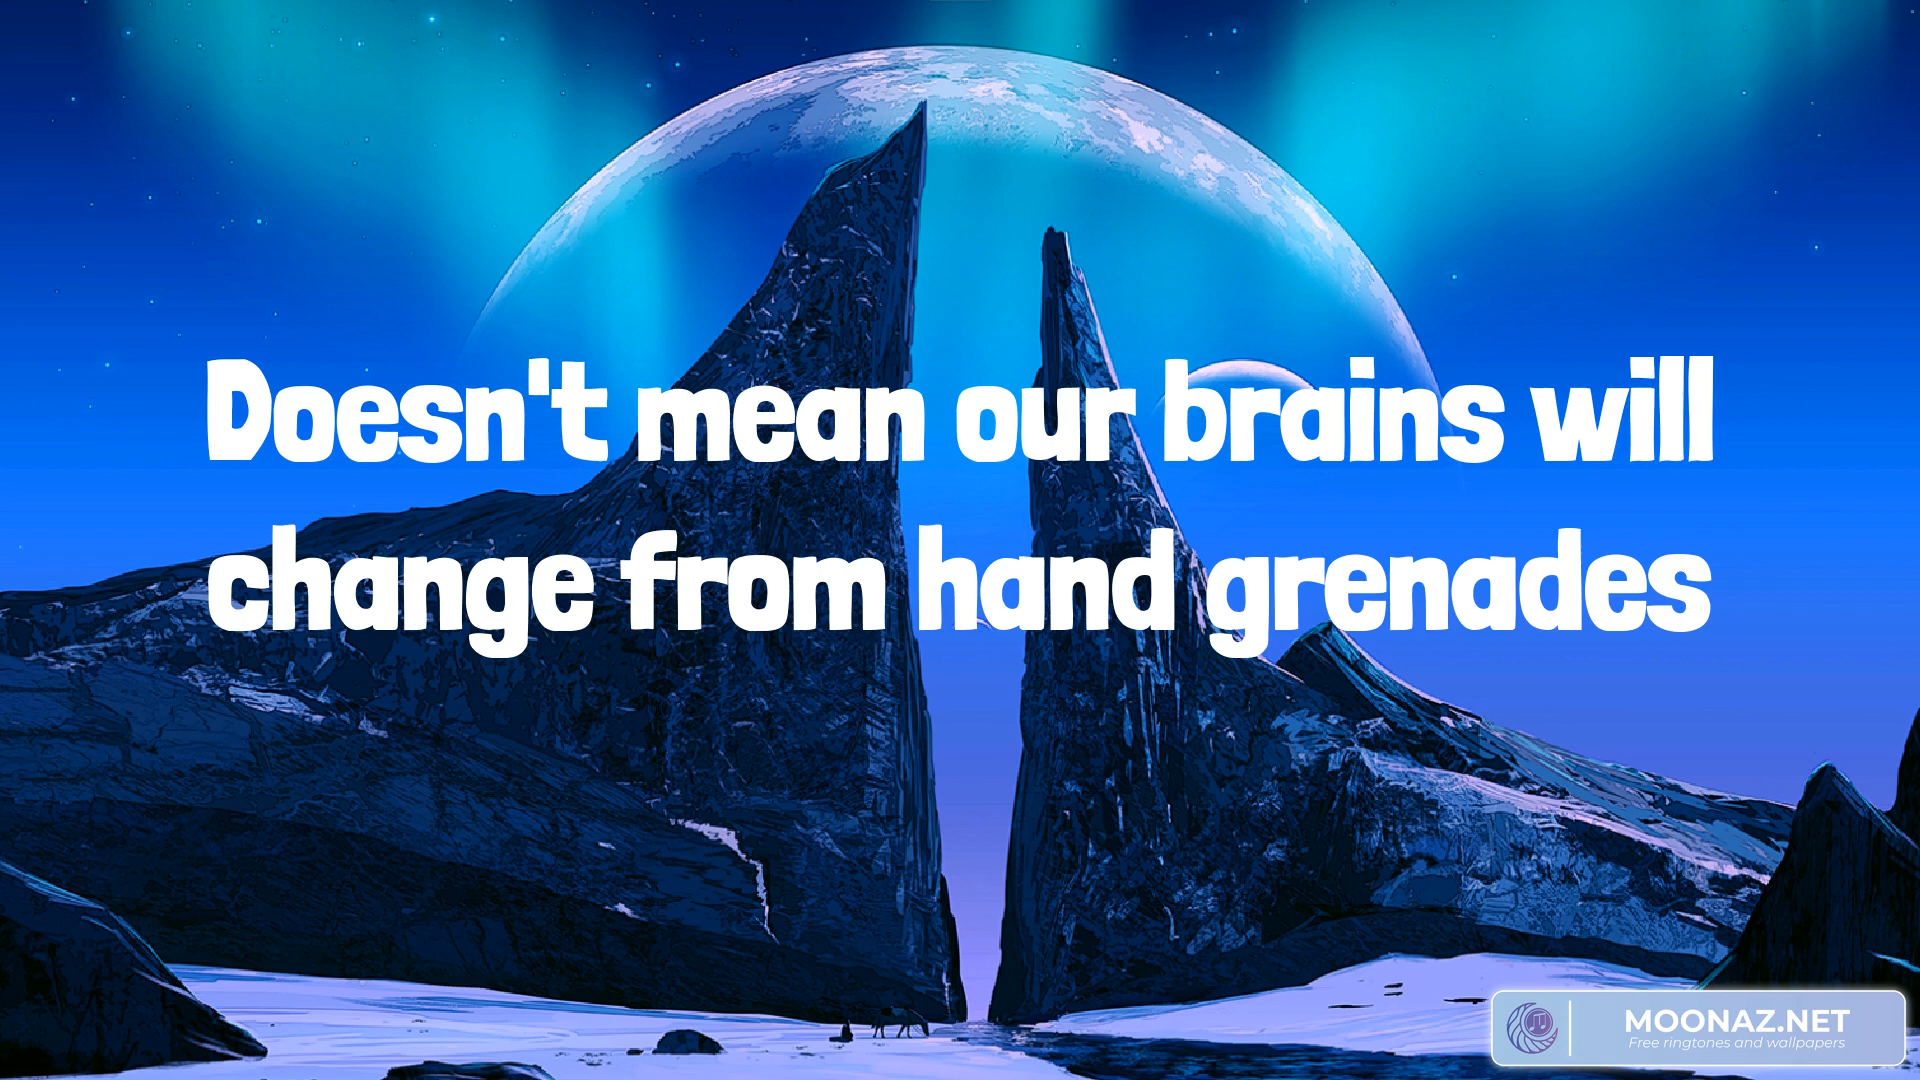 Doesn't mean our brains will
change from hand grenades
MOONAZ.NET
Free ringtones and wallpapers